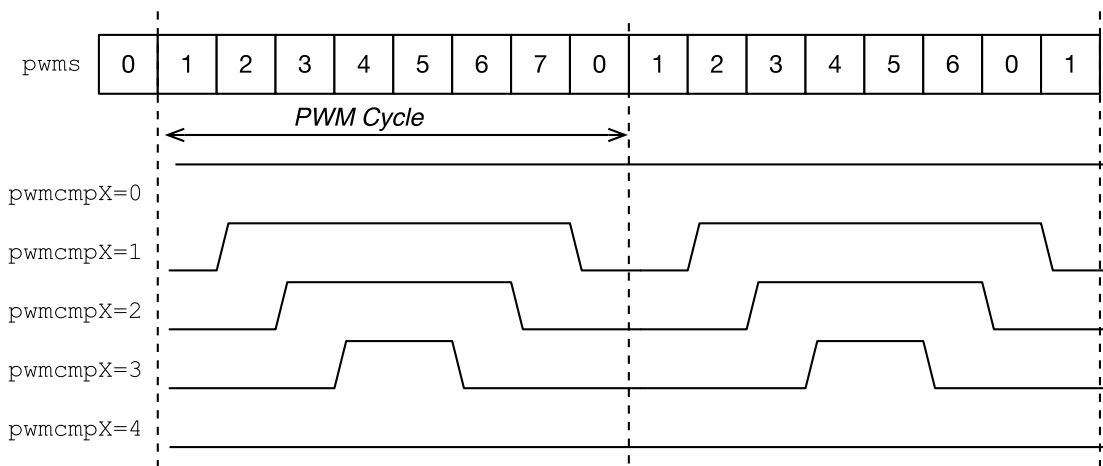 pwms 0 1 2 3 4 5 6 7 0 1 2 3 4 5 6 0 1
PWM Cycle
pwmcmpX=0
pwmcmpX=1
pwmcmpX=2
pwmcmpX=3
pwmcmpX=4